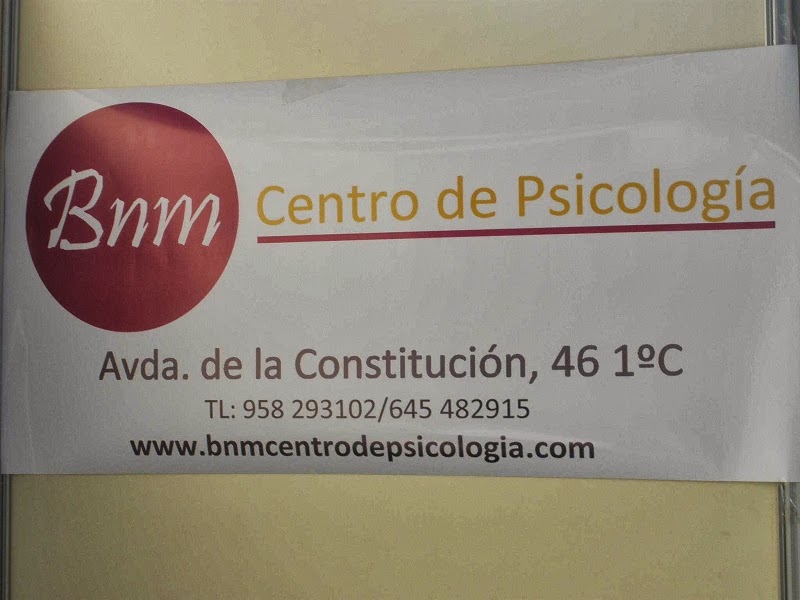 Bnm
Centro de Psicología
Avda. de la Constitución, 46 1ºC
TL: 958 293102/645 482915
www.bnmcentrodepsicologia.com